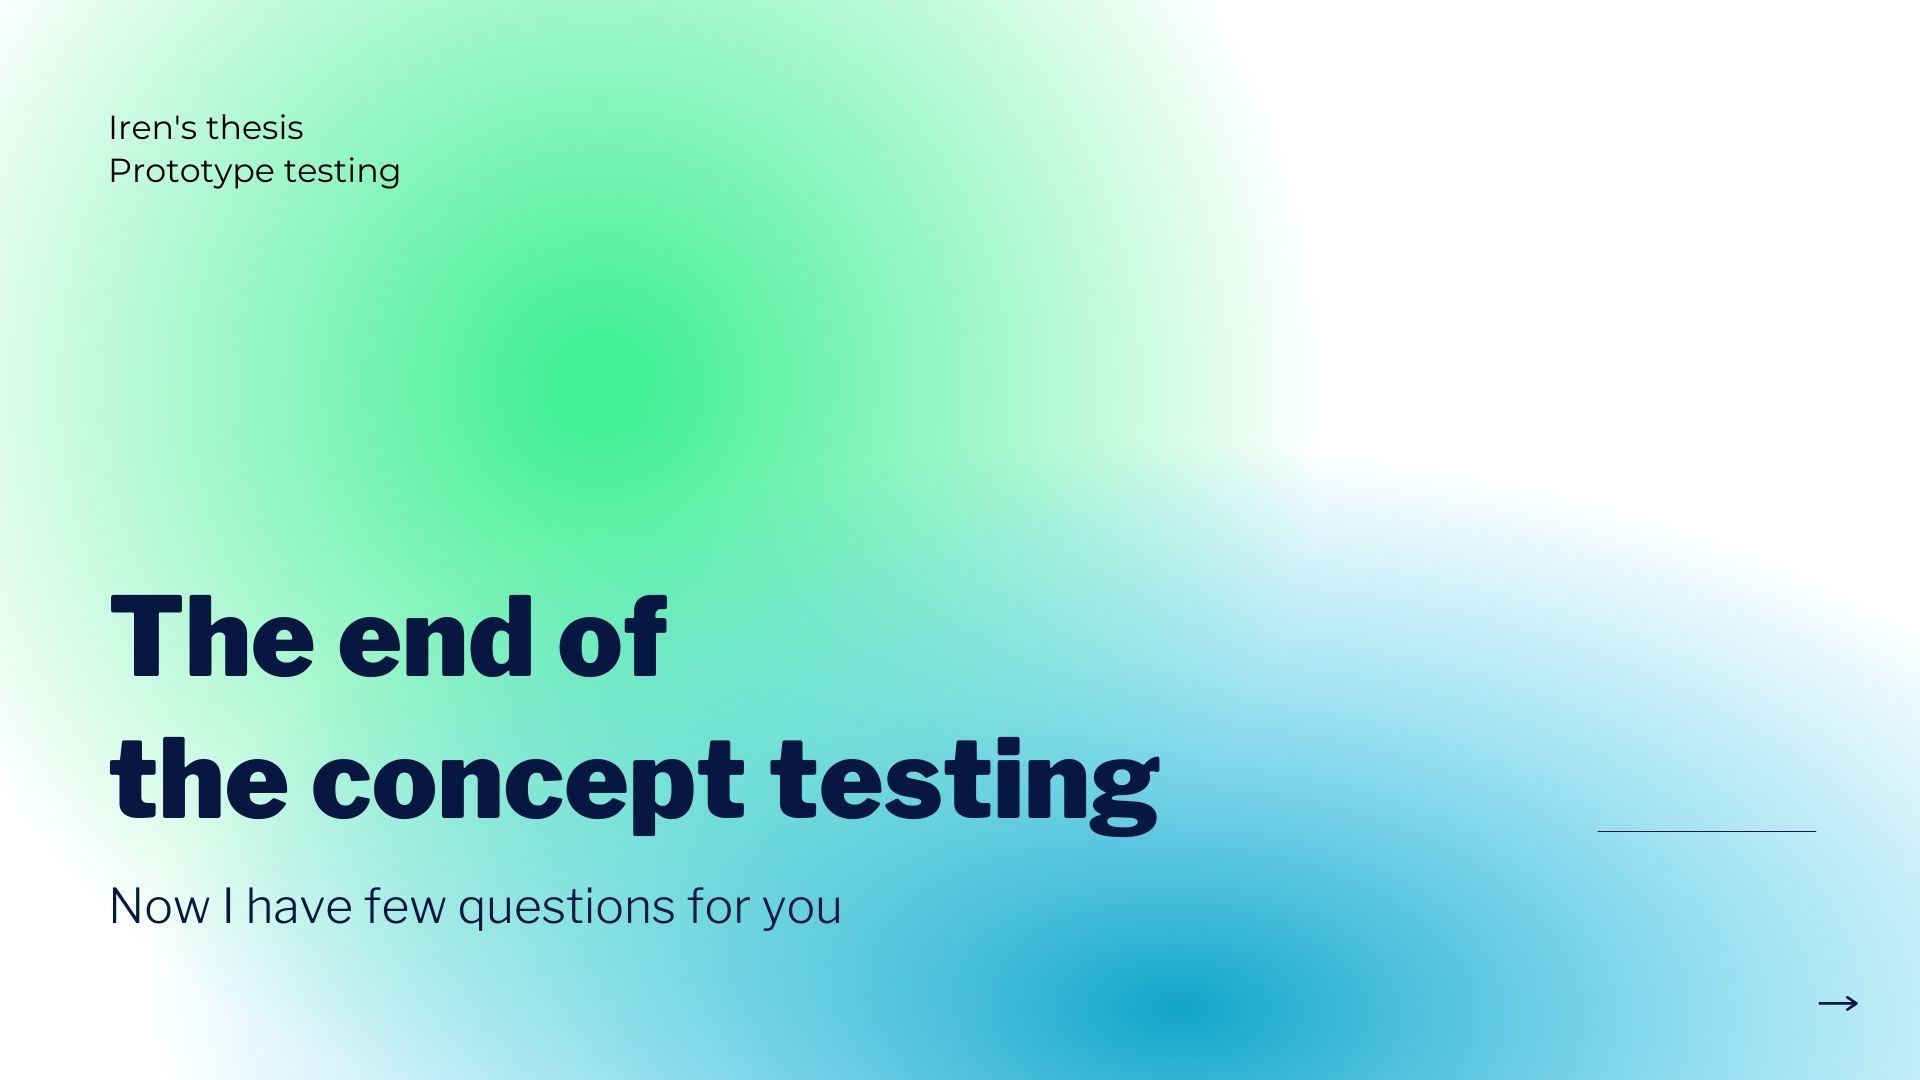 Iren's thesis
Prototype testing
The end of
the concept testing
Now I have few questions for you